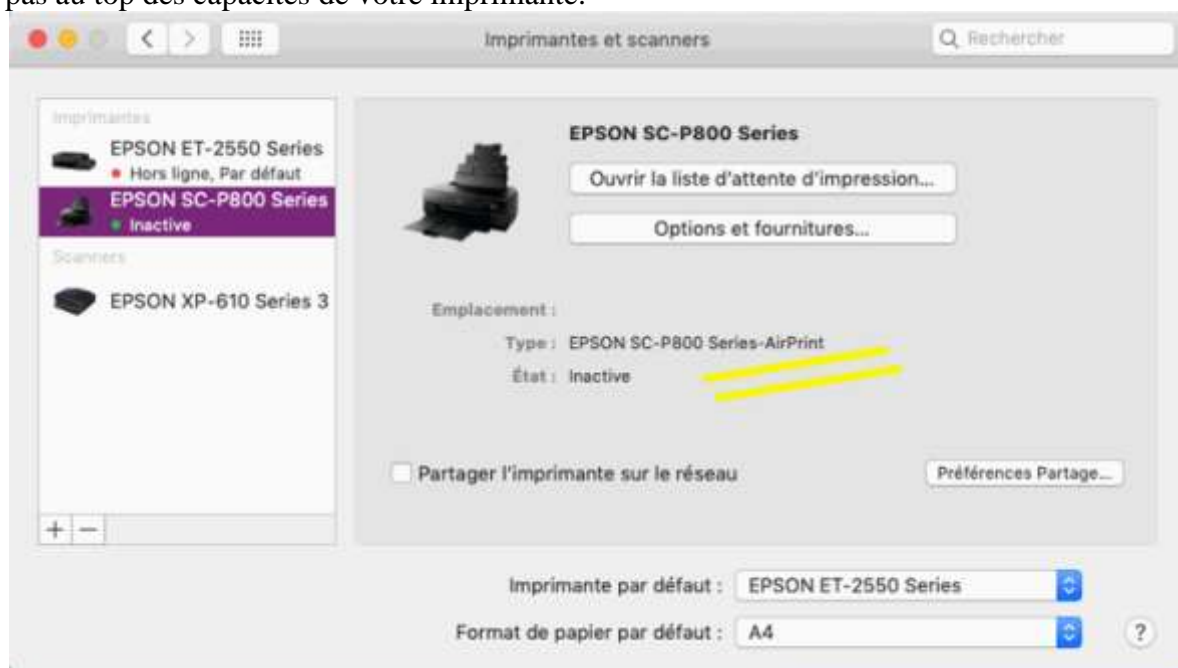 pas au top des capacités de votre imprimante.
Imprimantes et scanners
Rechercher
Imprimantes
EPSON ET-2550 Series
Hors ligne, Par défaut
EPSON SC-P800 Series
Inactive
Scanners
EPSON XP-610 Series 3
EPSON SC-P800 Series
Ouvrir la liste d'attente d'impression...
Options et fournitures...
Emplacement :
Type : EPSON SC-P800 Series-AirPrint
État : Inactive
Partager l'imprimante sur le réseau
Préférences Partage...
+ −
Imprimante par défaut : EPSON ET-2550 Series
Format de papier par défaut : A4
?